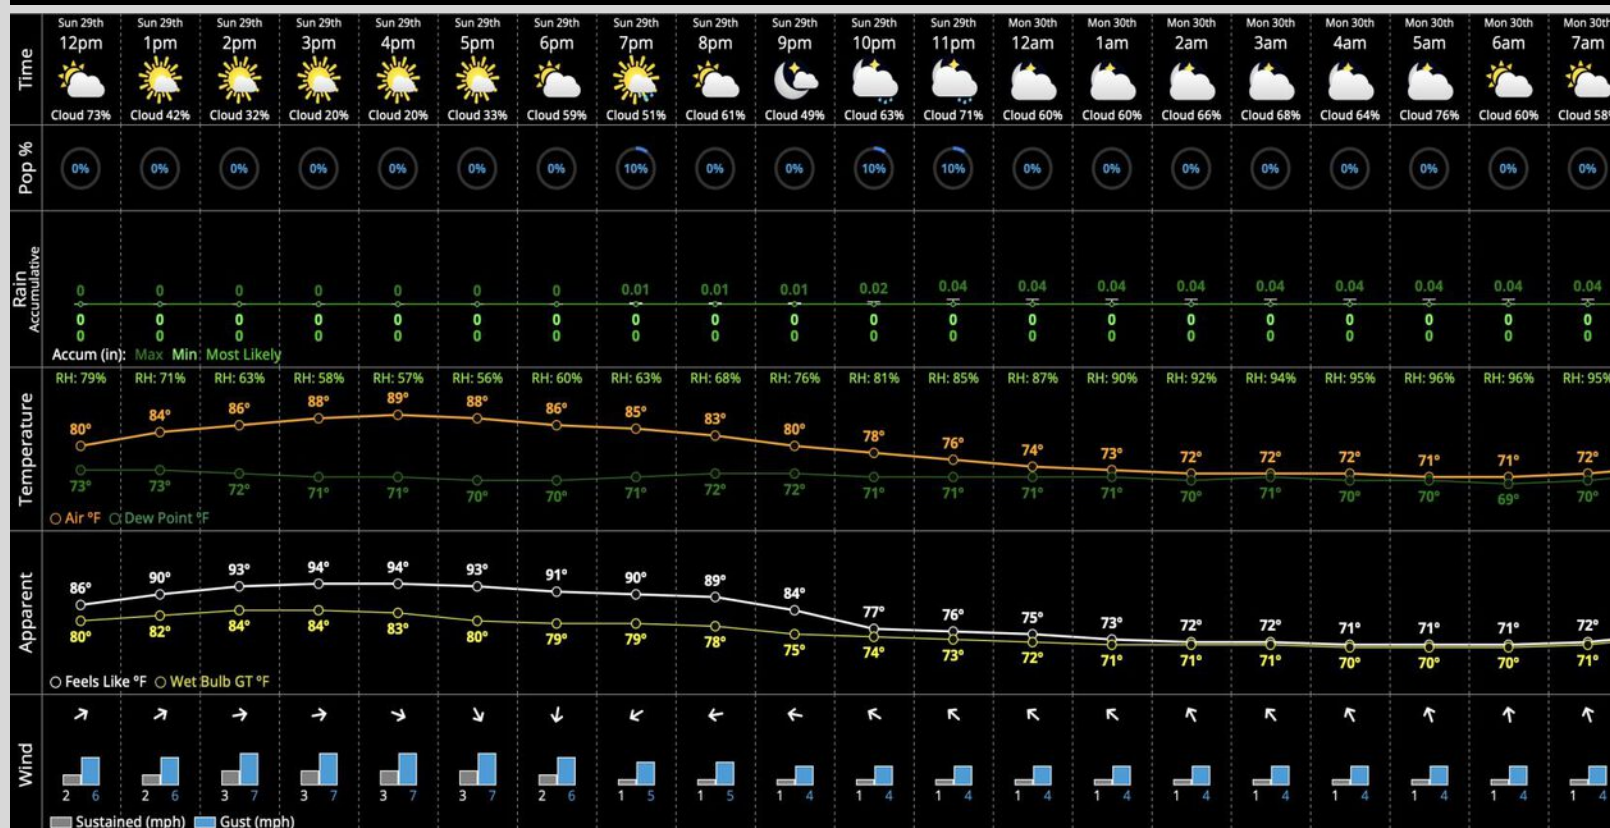 Sun 29th Sun 29th Sun 29th Sun 29th Sun 29th Sun 29th Sun 29th Sun 29th Sun 29th Sun 29th Sun 29th Sun 29th Mon 30th Mon 30th Mon 30th Mon 30th Mon 30th Mon 30th Mon 30th Mon 30th
Time 12pm 1pm 2pm 3pm 4pm 5pm 6pm 7pm 8pm 9pm 10pm 11pm 12am 1am 2am 3am 4am 5am 6am 7am
Cloud 73% Cloud 42% Cloud 32% Cloud 20% Cloud 20% Cloud 33% Cloud 59% Cloud 51% Cloud 61% Cloud 49% Cloud 63% Cloud 71% Cloud 60% Cloud 60% Cloud 66% Cloud 68% Cloud 64% Cloud 76% Cloud 60% Cloud 58%
Pop % 0% 0% 0% 0% 0% 0% 0% 10% 0% 0% 10% 10% 0% 0% 0% 0% 0% 0% 0% 0%
Rain Accumulative
0 0 0 0 0 0 0 0.01 0.01 0.01 0.02 0.04 0.04 0.04 0.04 0.04 0.04 0.04 0.04 0.04
0 0 0 0 0 0 0 0 0 0 0 0 0 0 0 0 0 0 0 0
0 0 0 0 0 0 0 0 0 0 0 0 0 0 0 0 0 0 0 0
Accum (in): Max Min Most Likely
RH: 79% RH: 71% RH: 63% RH: 58% RH: 57% RH: 56% RH: 60% RH: 63% RH: 68% RH: 76% RH: 81% RH: 85% RH: 87% RH: 90% RH: 92% RH: 94% RH: 95% RH: 96% RH: 96% RH: 95%
Temperature
80° 84° 86° 88° 89° 88° 86° 85° 83° 80° 78° 76° 74° 73° 72° 72° 72° 71° 71° 72°
73° 73° 72° 71° 71° 70° 70° 71° 72° 72° 71° 71° 71° 71° 70° 71° 70° 70° 69° 70°
Air °F Dew Point °F
Apparent
86° 90° 93° 94° 94° 93° 91° 90° 89° 84° 77° 76° 75° 73° 72° 72° 71° 71° 71° 72°
80° 82° 84° 84° 83° 80° 79° 79° 78° 75° 74° 73° 72° 71° 71° 71° 70° 70° 70° 71°
Feels Like °F Wet Bulb GT °F
Wind
2 6 2 6 3 7 3 7 3 7 3 7 2 6 1 5 1 5 1 4 1 4 1 4 1 4 1 4 1 4 1 4 1 4 1 4 1 4 1 4
Sustained (mph) Gust (mph)